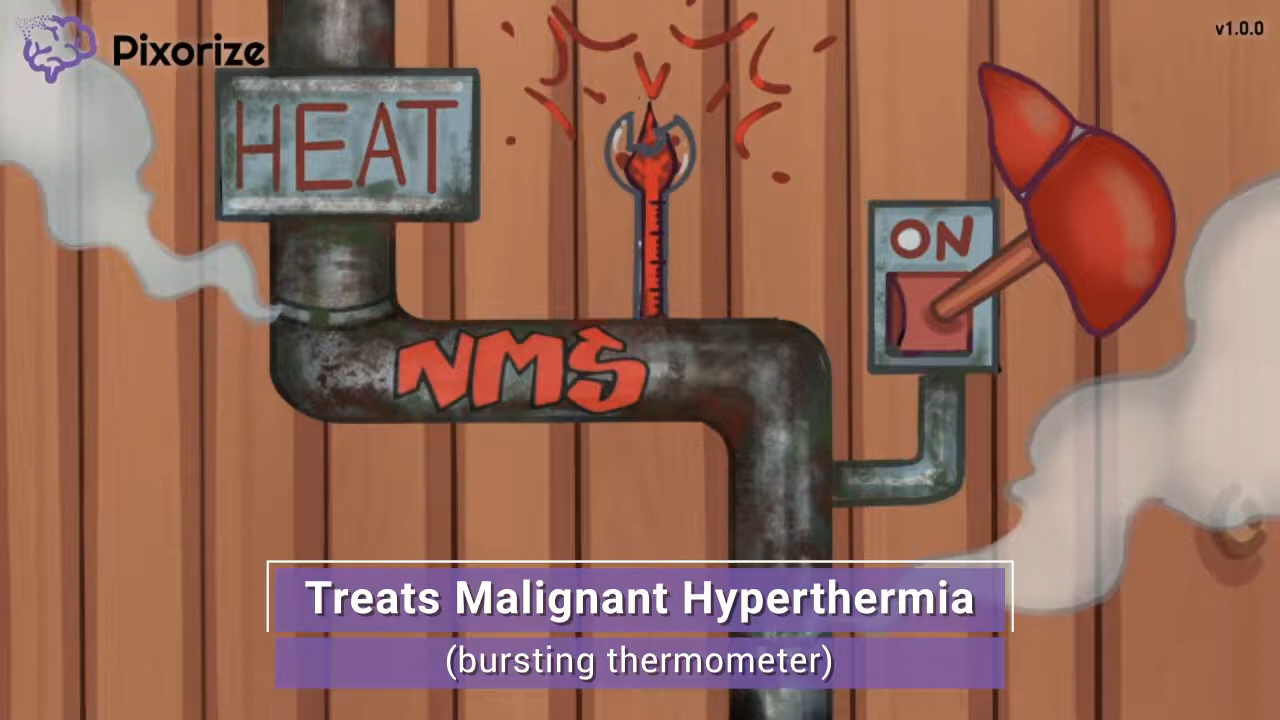 Pixorize
v1.0.0
HEAT
ON
NMS
Treats Malignant Hyperthermia
(bursting thermometer)